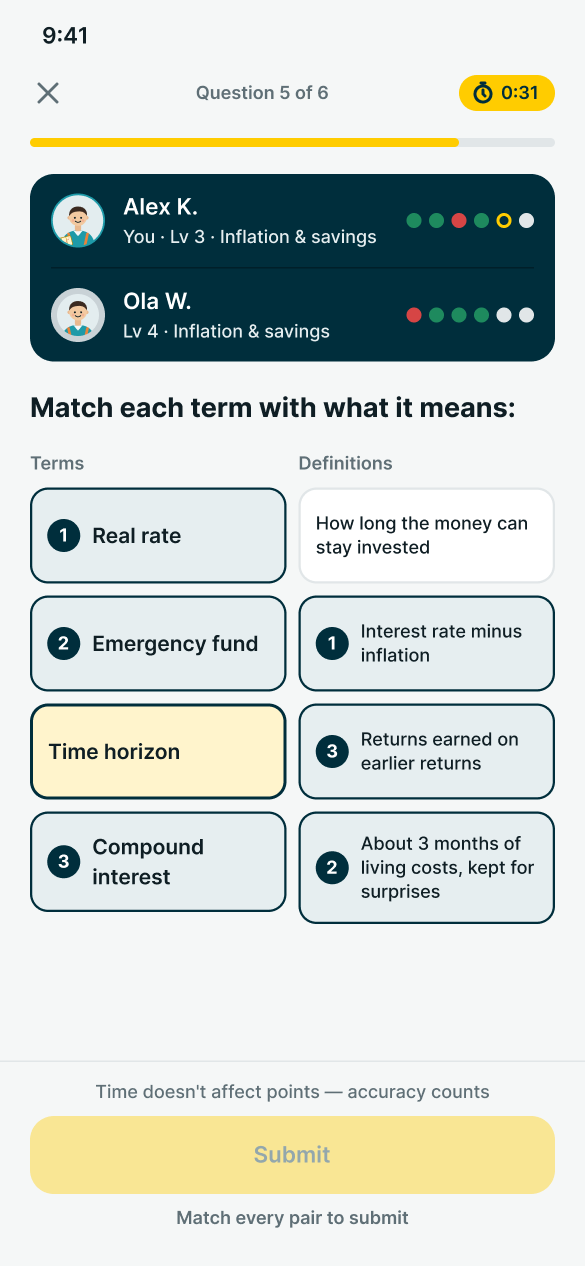 9:41
Question 5 of 6
0:31
Alex K.
You · Lv 3 · Inflation & savings
Ola W.
Lv 4 · Inflation & savings
Match each term with what it means:
Terms
Definitions
1 Real rate
How long the money can
stay invested
2 Emergency fund
1 Interest rate minus
inflation
Time horizon
3 Returns earned on
earlier returns
3 Compound
interest
2 About 3 months of
living costs, kept for
surprises
Time doesn't affect points — accuracy counts
Submit
Match every pair to submit